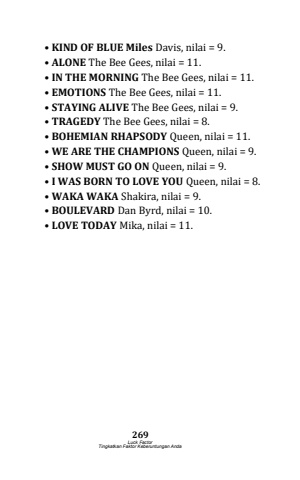 • KIND OF BLUE Miles Davis, nilai = 9.
• ALONE The Bee Gees, nilai = 11.
• IN THE MORNING The Bee Gees, nilai = 11.
• EMOTIONS The Bee Gees, nilai = 11.
• STAYING ALIVE The Bee Gees, nilai = 9.
• TRAGEDY The Bee Gees, nilai = 8.
• BOHEMIAN RHAPSODY Queen, nilai = 11.
• WE ARE THE CHAMPIONS Queen, nilai = 9.
• SHOW MUST GO ON Queen, nilai = 9.
• I WAS BORN TO LOVE YOU Queen, nilai = 8.
• WAKA WAKA Shakira, nilai = 9.
• BOULEVARD Dan Byrd, nilai = 10.
• LOVE TODAY Mika, nilai = 11.
269
Luck Factor
Tingkatkan Faktor Keberuntungan Anda